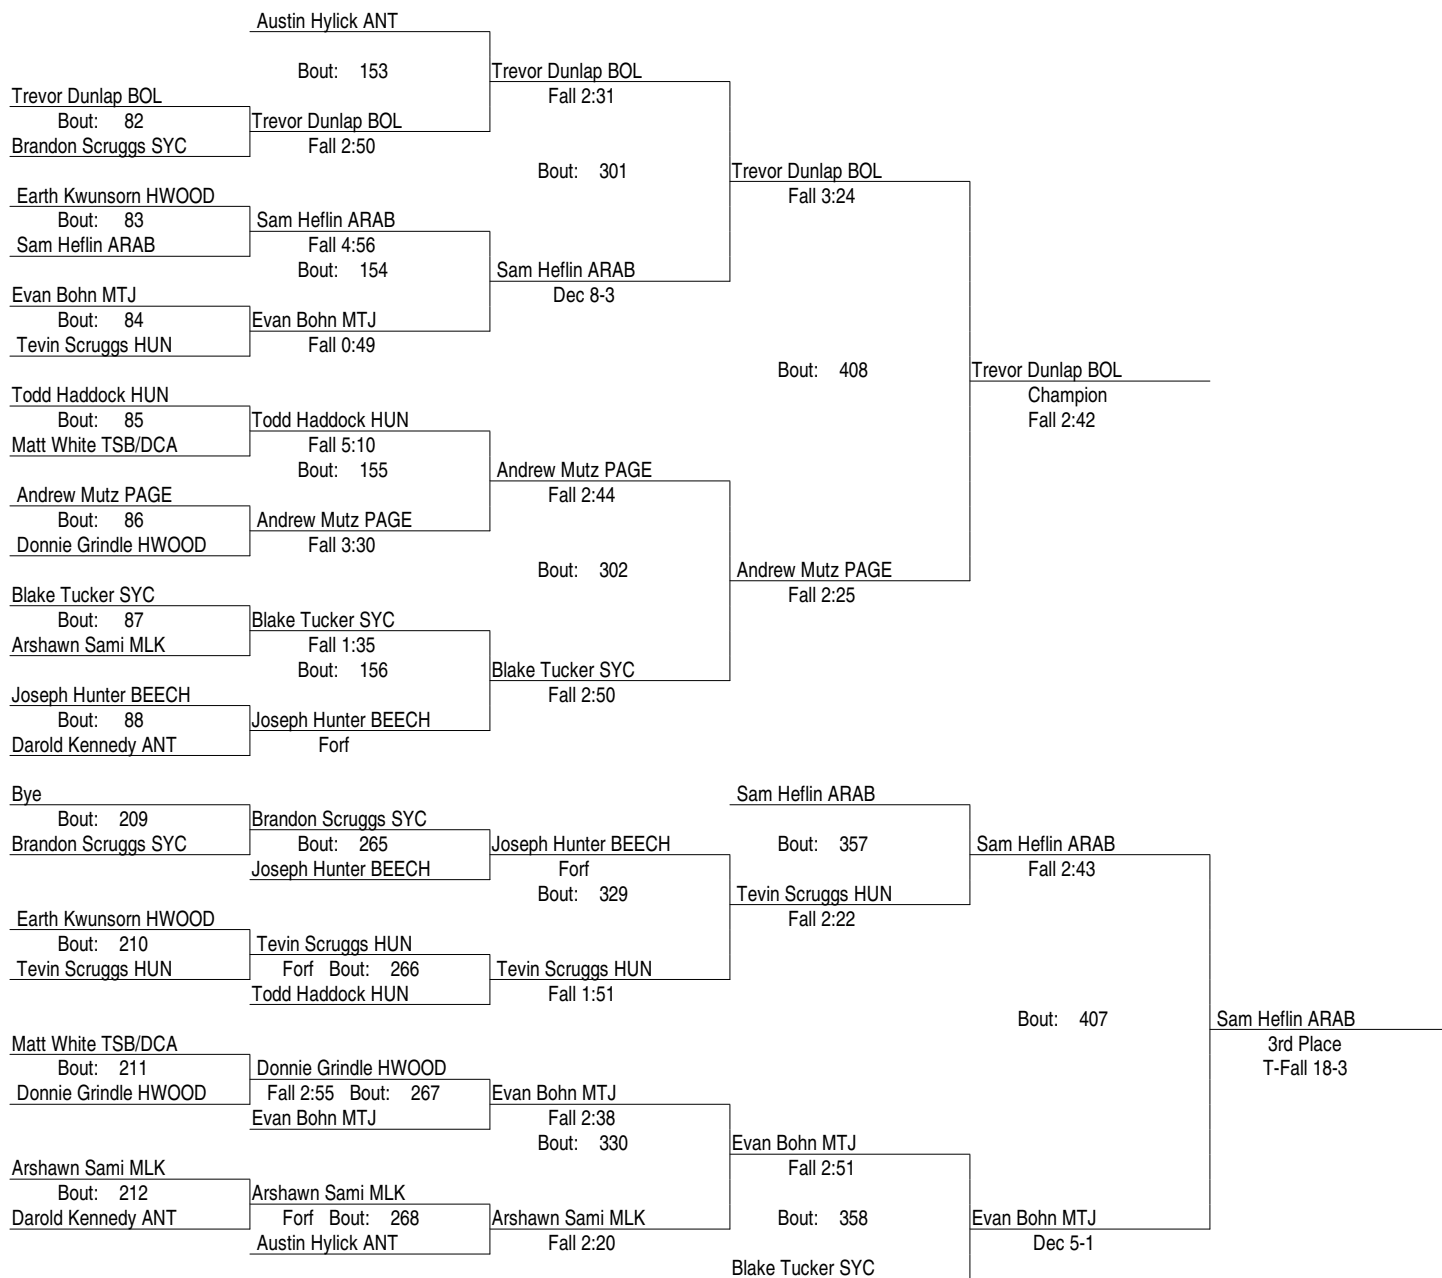 Austin Hylick ANT
Bout: 153
Trevor Dunlap BOL
Fall 2:31
Trevor Dunlap BOL
Bout: 82
Brandon Scruggs SYC
Trevor Dunlap BOL
Fall 2:50
Bout: 301
Trevor Dunlap BOL
Fall 3:24
Earth Kwunsorn HWOOD
Bout: 83
Sam Heflin ARAB
Sam Heflin ARAB
Fall 4:56
Bout: 154
Sam Heflin ARAB
Dec 8-3
Evan Bohn MTJ
Bout: 84
Tevin Scruggs HUN
Evan Bohn MTJ
Fall 0:49
Bout: 408
Trevor Dunlap BOL
Champion
Fall 2:42
Todd Haddock HUN
Bout: 85
Matt White TSB/DCA
Todd Haddock HUN
Fall 5:10
Bout: 155
Andrew Mutz PAGE
Fall 2:44
Andrew Mutz PAGE
Bout: 86
Donnie Grindle HWOOD
Andrew Mutz PAGE
Fall 3:30
Bout: 302
Andrew Mutz PAGE
Fall 2:25
Blake Tucker SYC
Bout: 87
Arshawn Sami MLK
Blake Tucker SYC
Fall 1:35
Bout: 156
Blake Tucker SYC
Fall 2:50
Joseph Hunter BEECH
Bout: 88
Darold Kennedy ANT
Joseph Hunter BEECH
Forf
Bye
Bout: 209
Brandon Scruggs SYC
Brandon Scruggs SYC
Bout: 265
Joseph Hunter BEECH
Joseph Hunter BEECH
Forf
Bout: 329
Sam Heflin ARAB
Bout: 357
Tevin Scruggs HUN
Fall 2:22
Sam Heflin ARAB
Fall 2:43
Earth Kwunsorn HWOOD
Bout: 210
Tevin Scruggs HUN
Tevin Scruggs HUN
Forf Bout: 266
Todd Haddock HUN
Tevin Scruggs HUN
Fall 1:51
Bout: 407
Sam Heflin ARAB
3rd Place
T-Fall 18-3
Matt White TSB/DCA
Bout: 211
Donnie Grindle HWOOD
Donnie Grindle HWOOD
Fall 2:55 Bout: 267
Evan Bohn MTJ
Evan Bohn MTJ
Fall 2:38
Bout: 330
Evan Bohn MTJ
Fall 2:51
Arshawn Sami MLK
Bout: 212
Darold Kennedy ANT
Arshawn Sami MLK
Forf Bout: 268
Austin Hylick ANT
Arshawn Sami MLK
Fall 2:20
Bout: 358
Evan Bohn MTJ
Dec 5-1
Blake Tucker SYC